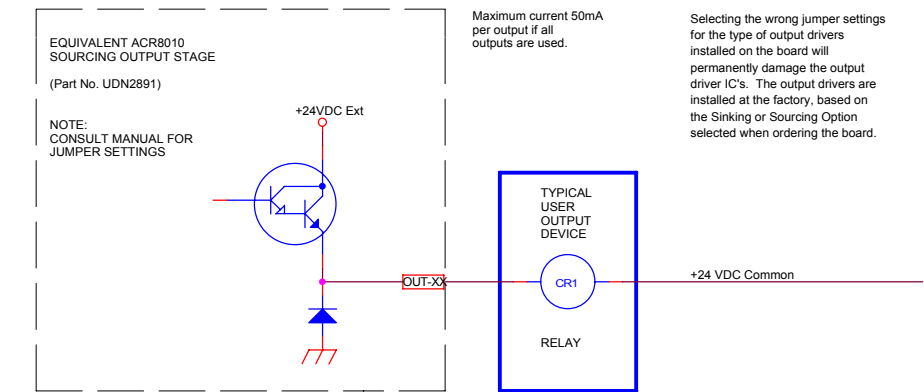 EQUIVALENT ACR8010
SOURCING OUTPUT STAGE
(Part No. UDN2891)
NOTE:
CONSULT MANUAL FOR
JUMPER SETTINGS
+24VDC Ext
OUT-XX
Maximum current 50mA
per output if all
outputs are used.
TYPICAL
USER
OUTPUT
DEVICE
CR1
RELAY
Selecting the wrong jumper settings
for the type of output drivers
installed on the board will
permanently damage the output
driver IC's. The output drivers are
installed at the factory, based on
the Sinking or Sourcing Option
selected when ordering the board.
+24 VDC Common